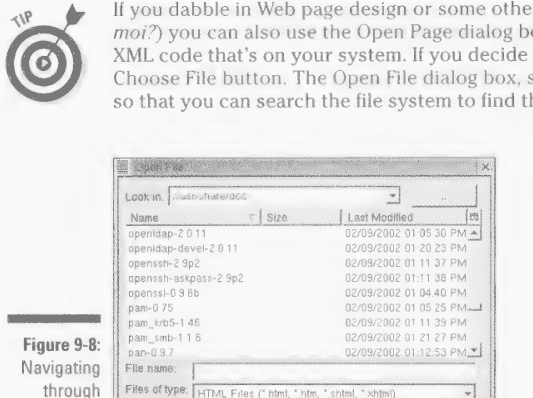 TIP
If you dabble in Web page design or some othe
moi?) you can also use the Open Page dialog bo
XML code that's on your system. If you decide
Choose File button. The Open File dialog box, s
so that you can search the file system to find th
Open File
Look in: /usr/share/doc
Name Size Last Modified
openldap-2 0 11 02/09/2002 01:05 30 PM
openldap-devel-2 0 11 02/09/2002 01 20 23 PM
openssh-2 9p2 02/09/2002 01 11 37 PM
openssh-askpass-2 9p2 02/09/2002 01:11 38 PM
openssl-0 9 6b 02/09/2002 01 04.40 PM
pam-0 75 02/09/2002 01 05 25 PM
pam_krb5-1 46 02/09/2002 01 11 39 PM
pam_smb-1 1 6 02/09/2002 01 21 27 PM
pan-0 9.7 02/09/2002 01:12:53 PM
File name:
Files of type: HTML Files (*.html, *.htm, *.shtml, *.xhtml)
Figure 9-8:
Navigating
through